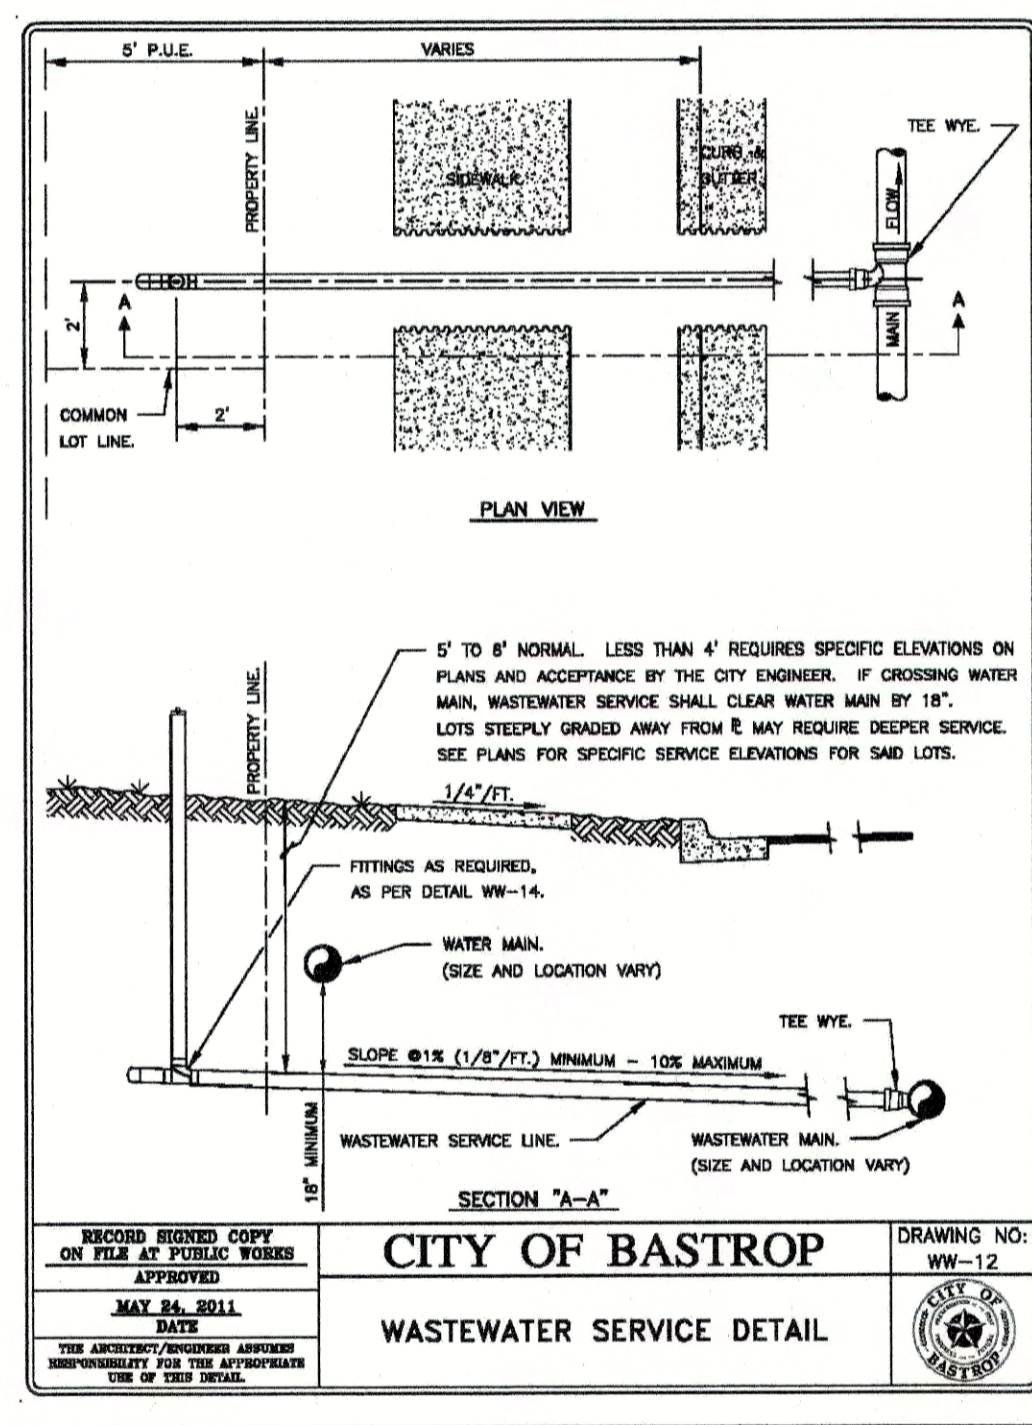 5' P.U.E.
VARIES
PROPERTY LINE.
SIDEWALK
CURB &
GUTTER
TEE WYE.
FLOW
MAIN
A
A
2'
2'
COMMON
LOT LINE.
PLAN VIEW
5' TO 8' NORMAL. LESS THAN 4' REQUIRES SPECIFIC ELEVATIONS ON
PLANS AND ACCEPTANCE BY THE CITY ENGINEER. IF CROSSING WATER
MAIN, WASTEWATER SERVICE SHALL CLEAR WATER MAIN BY 18".
LOTS STEEPLY GRADED AWAY FROM ⅊ MAY REQUIRE DEEPER SERVICE.
SEE PLANS FOR SPECIFIC SERVICE ELEVATIONS FOR SAID LOTS.
PROPERTY LINE.
1/4"/FT.
FITTINGS AS REQUIRED,
AS PER DETAIL WW-14.
WATER MAIN.
(SIZE AND LOCATION VARY)
TEE WYE.
SLOPE @1% (1/8"/FT.) MINIMUM - 10% MAXIMUM
18" MINIMUM
WASTEWATER SERVICE LINE.
WASTEWATER MAIN.
(SIZE AND LOCATION VARY)
SECTION "A-A"
RECORD SIGNED COPY
ON FILE AT PUBLIC WORKS
APPROVED
MAY 24, 2011
DATE
THE ARCHITECT/ENGINEER ASSUMES
RESPONSIBILITY FOR THE APPROPRIATE
USE OF THIS DETAIL.
CITY OF BASTROP
WASTEWATER SERVICE DETAIL
DRAWING NO:
WW-12
CITY OF
BASTROP